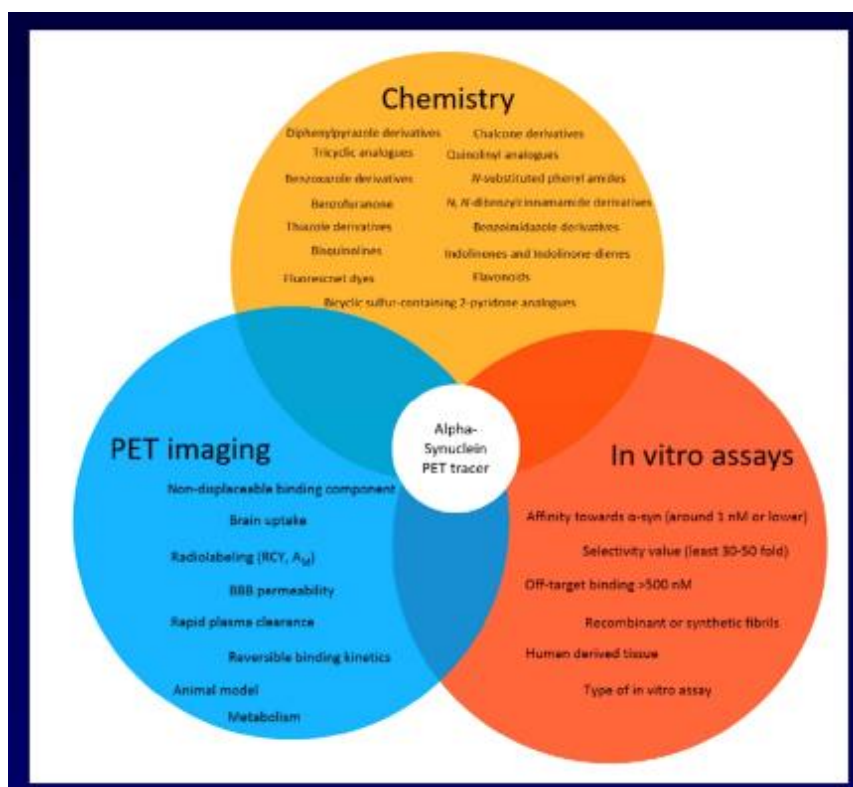 Chemistry
Diphenylpyrazole derivatives
Chalcone derivatives
Tricyclic analogues
Quinolinyl analogues
Benzoxazole derivatives
N-substituted phenyl amides
Benzofuranone
N, N-dibenzylcinnamamide derivatives
Thiazole derivatives
Benzoimidazole derivatives
Bisquinolines
Indolinones and Indolinone-dienes
Fluorescnet dyes
Flavonoids
Bicyclic sulfur-containing 2-pyridone analogues
Alpha-
Synuclein
PET tracer
PET imaging
Non-displaceable binding component
Brain uptake
Radiolabeling (RCY, AM)
BBB permeability
Rapid plasma clearance
Reversible binding kinetics
Animal model
Metabolism
In vitro assays
Affinity towards α-syn (around 1 nM or lower)
Selectivity value (least 30-50 fold)
Off-target binding >500 nM
Recombinant or synthetic fibrils
Human derived tissue
Type of in vitro assay